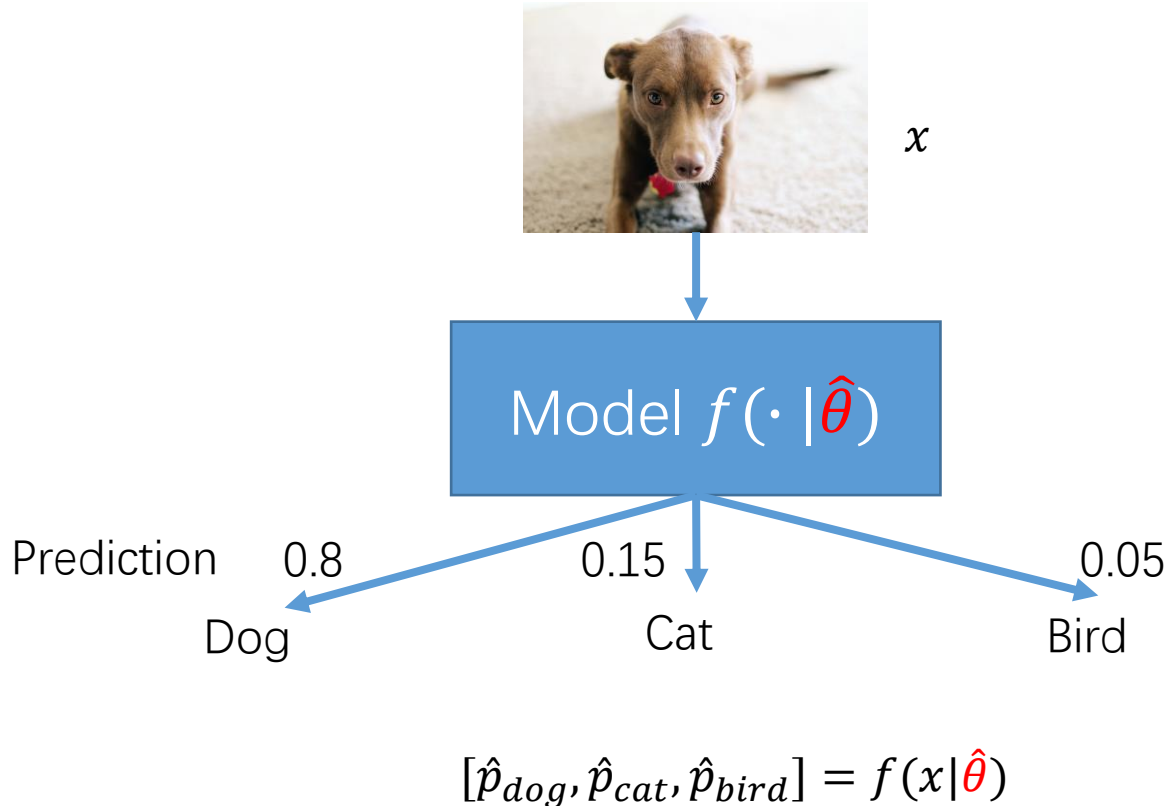 x
Model f(· |θ̂)
Prediction 0.8 0.15 0.05
Dog Cat Bird
[p̂_dog, p̂_cat, p̂_bird] = f(x|θ̂)